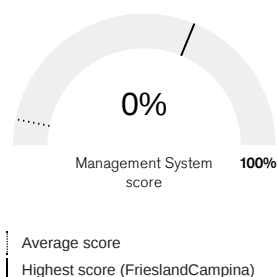 0%
Management System 100%
score
Average score
Highest score (FrieslandCampina)